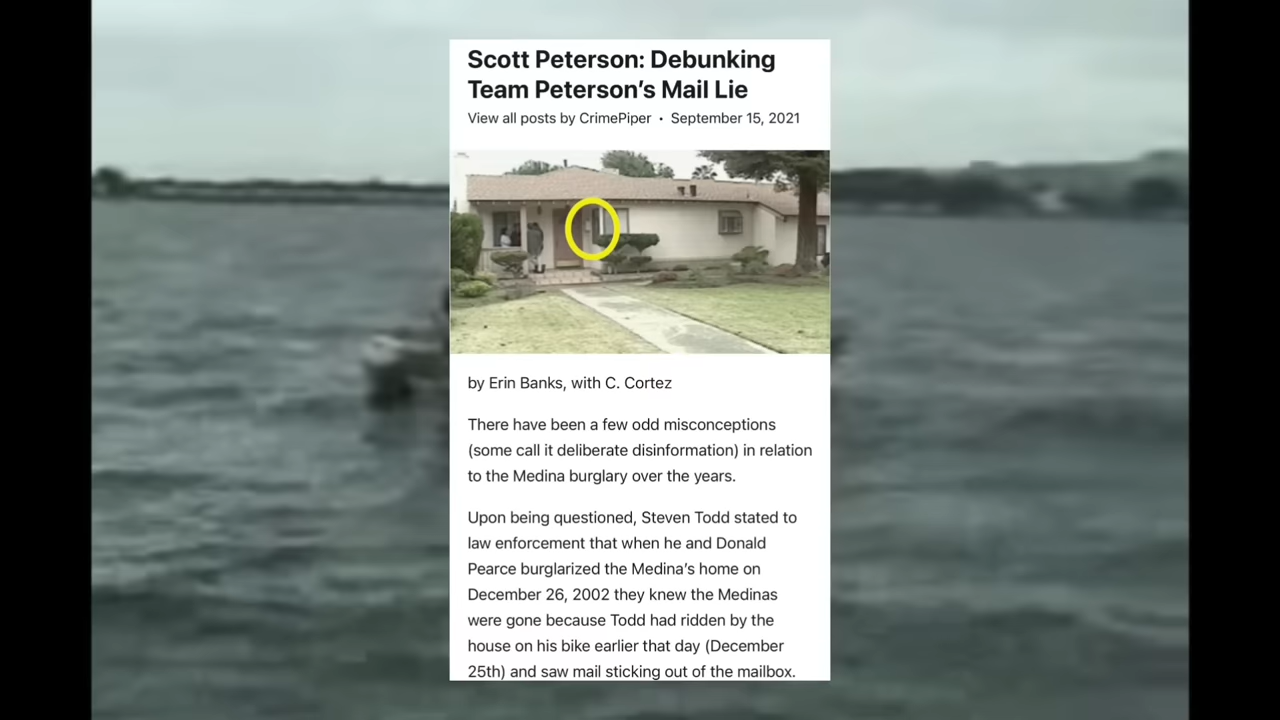 Scott Peterson: Debunking
Team Peterson’s Mail Lie
View all posts by CrimePiper • September 15, 2021
by Erin Banks, with C. Cortez
There have been a few odd misconceptions
(some call it deliberate disinformation) in relation
to the Medina burglary over the years.
Upon being questioned, Steven Todd stated to
law enforcement that when he and Donald
Pearce burglarized the Medina’s home on
December 26, 2002 they knew the Medinas
were gone because Todd had ridden by the
house on his bike earlier that day (December
25th) and saw mail sticking out of the mailbox.